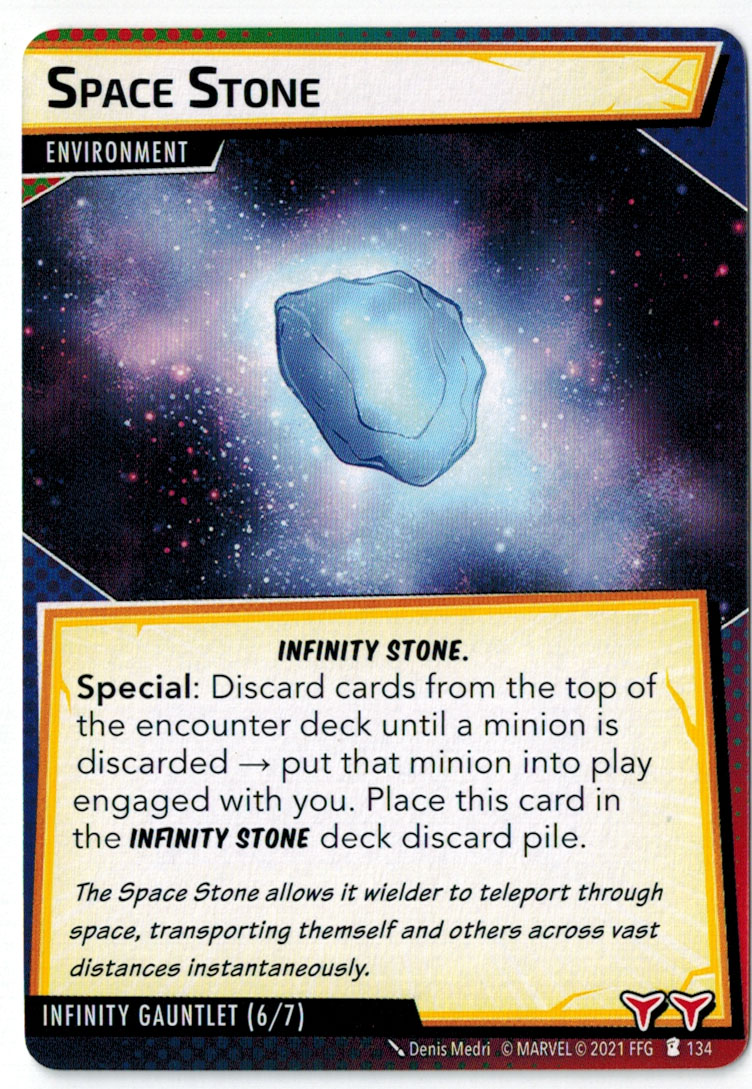 SPACE STONE
ENVIRONMENT
INFINITY STONE.
Special: Discard cards from the top of
the encounter deck until a minion is
discarded → put that minion into play
engaged with you. Place this card in
the INFINITY STONE deck discard pile.
The Space Stone allows it wielder to teleport through
space, transporting themself and others across vast
distances instantaneously.
INFINITY GAUNTLET (6/7)
Denis Medri © MARVEL © 2021 FFG 134